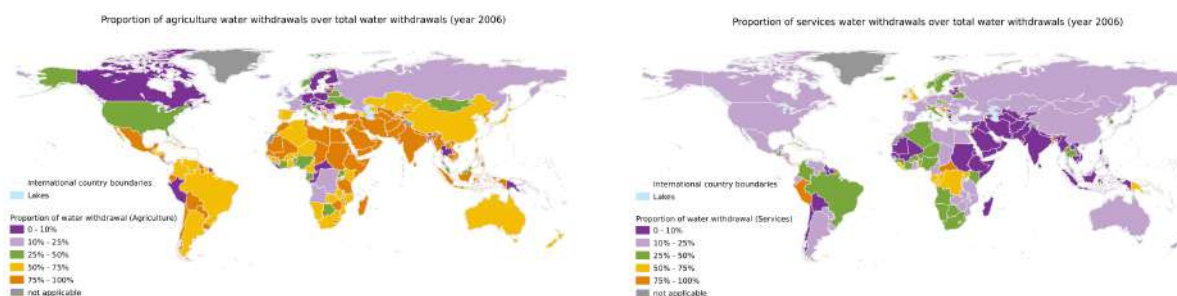 Proportion of agriculture water withdrawals over total water withdrawals (year 2006)
International country boundaries
Lakes
Proportion of water withdrawal (Agriculture)
0 - 10%
10% - 25%
25% - 50%
50% - 75%
75% - 100%
not applicable
Proportion of services water withdrawals over total water withdrawals (year 2006)
International country boundaries
Lakes
Proportion of water withdrawal (Services)
0 - 10%
10% - 25%
25% - 50%
50% - 75%
75% - 100%
not applicable